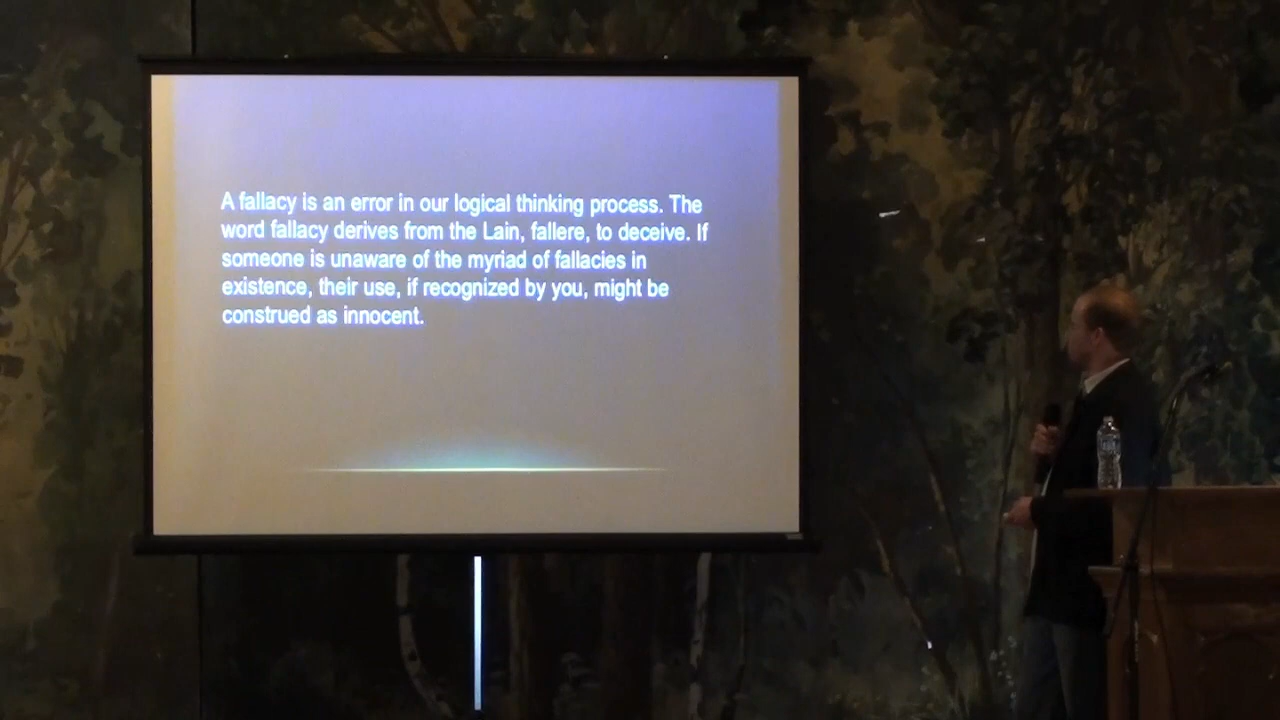 A fallacy is an error in our logical thinking process. The
word fallacy derives from the Lain, fallere, to deceive. If
someone is unaware of the myriad of fallacies in
existence, their use, if recognized by you, might be
construed as innocent.